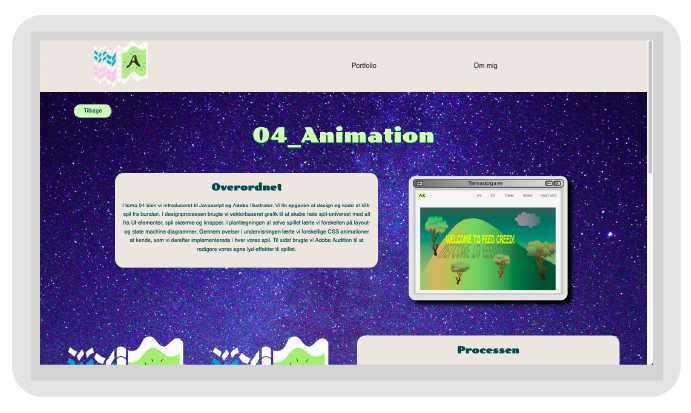 A
Portfolio
Om mig
Tilbage
04_Animation
Overordnet
I tema 04 blev vi introduceret til Javascript og Adobe Illustrator. Vi fik opgaven at design og kode et klik
spil fra bunden. I designprocessen brugte vi vektorbaseret grafik til at skabe hele spil-universet med alt
fra UI-elementer, spil skærme og knapper. I planlægningen af selve spillet lærte vi forskellen på layout-
og state machine diagrammer. Gennem øvelser i undervisningen lærte vi forskellige CSS animationer
at kende, som vi derefter implementerede i hver vores spil. Til sidst brugte vi Adobe Audition til at
redigere vores egne lyd-effekter til spillet.
Temaopgave
WELCOME TO FEED CREED!
Processen